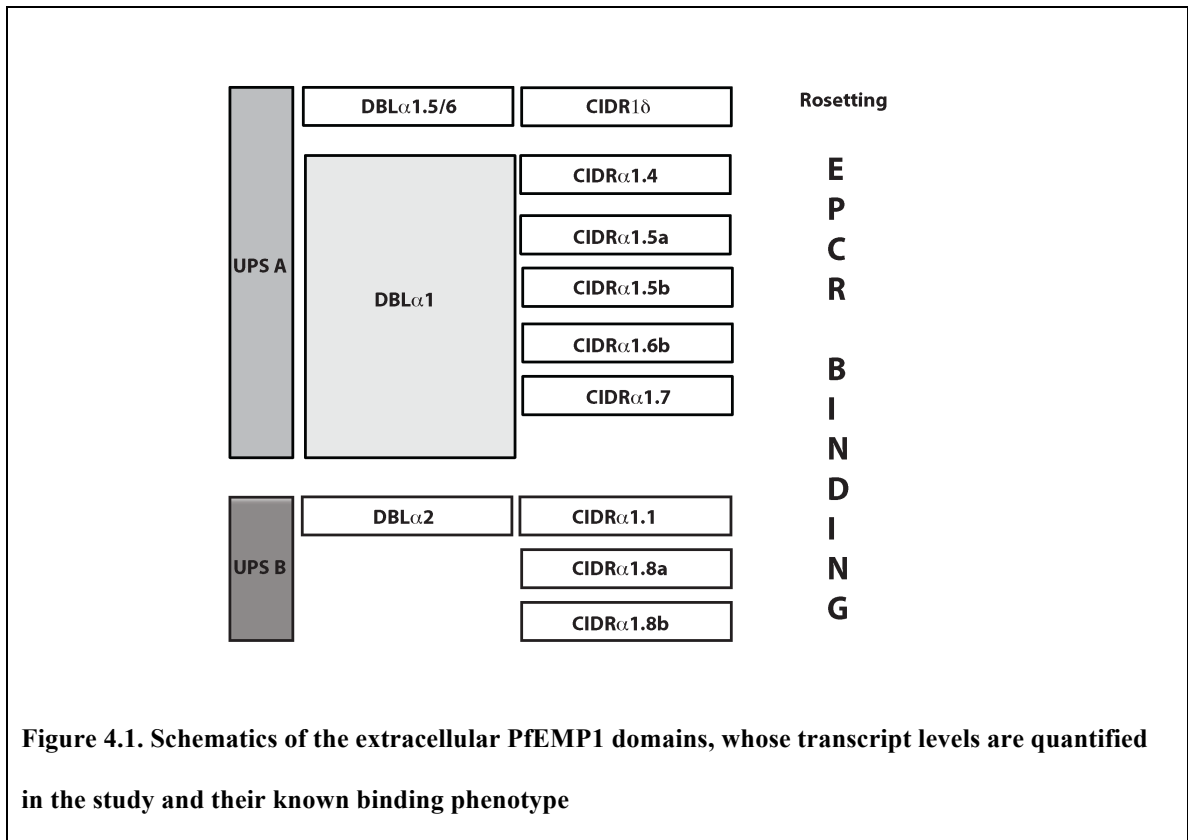 DBLα1.5/6
CIDR1δ
Rosetting
UPS A
DBLα1
CIDRα1.4
CIDRα1.5a
CIDRα1.5b
CIDRα1.6b
CIDRα1.7
E
P
C
R
B
I
N
D
I
N
G
UPS B
DBLα2
CIDRα1.1
CIDRα1.8a
CIDRα1.8b
Figure 4.1. Schematics of the extracellular PfEMP1 domains, whose transcript levels are quantified
in the study and their known binding phenotype